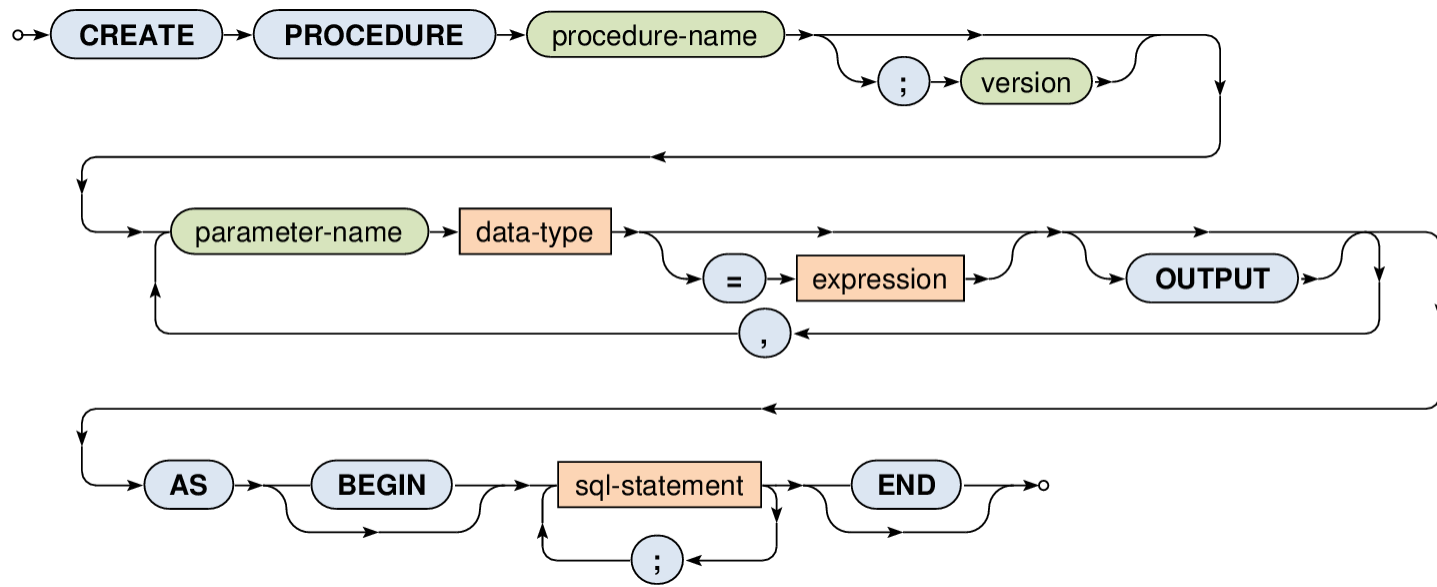 CREATE PROCEDURE procedure-name
; version
parameter-name data-type
= expression OUTPUT
,
AS BEGIN sql-statement END
;